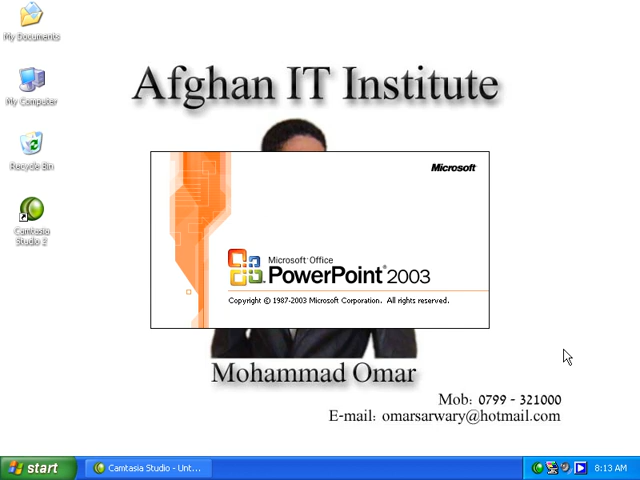 My Documents
Afghan IT Institute
My Computer
Recycle Bin
Microsoft
Camtasia
Studio 2
Microsoft Office
PowerPoint 2003
Copyright © 1987-2003 Microsoft Corporation. All rights reserved.
Mohammad Omar
Mob: 0799 - 321000
E-mail: omarsarwary@hotmail.com
start
Camtasia Studio - Unt...
8:13 AM